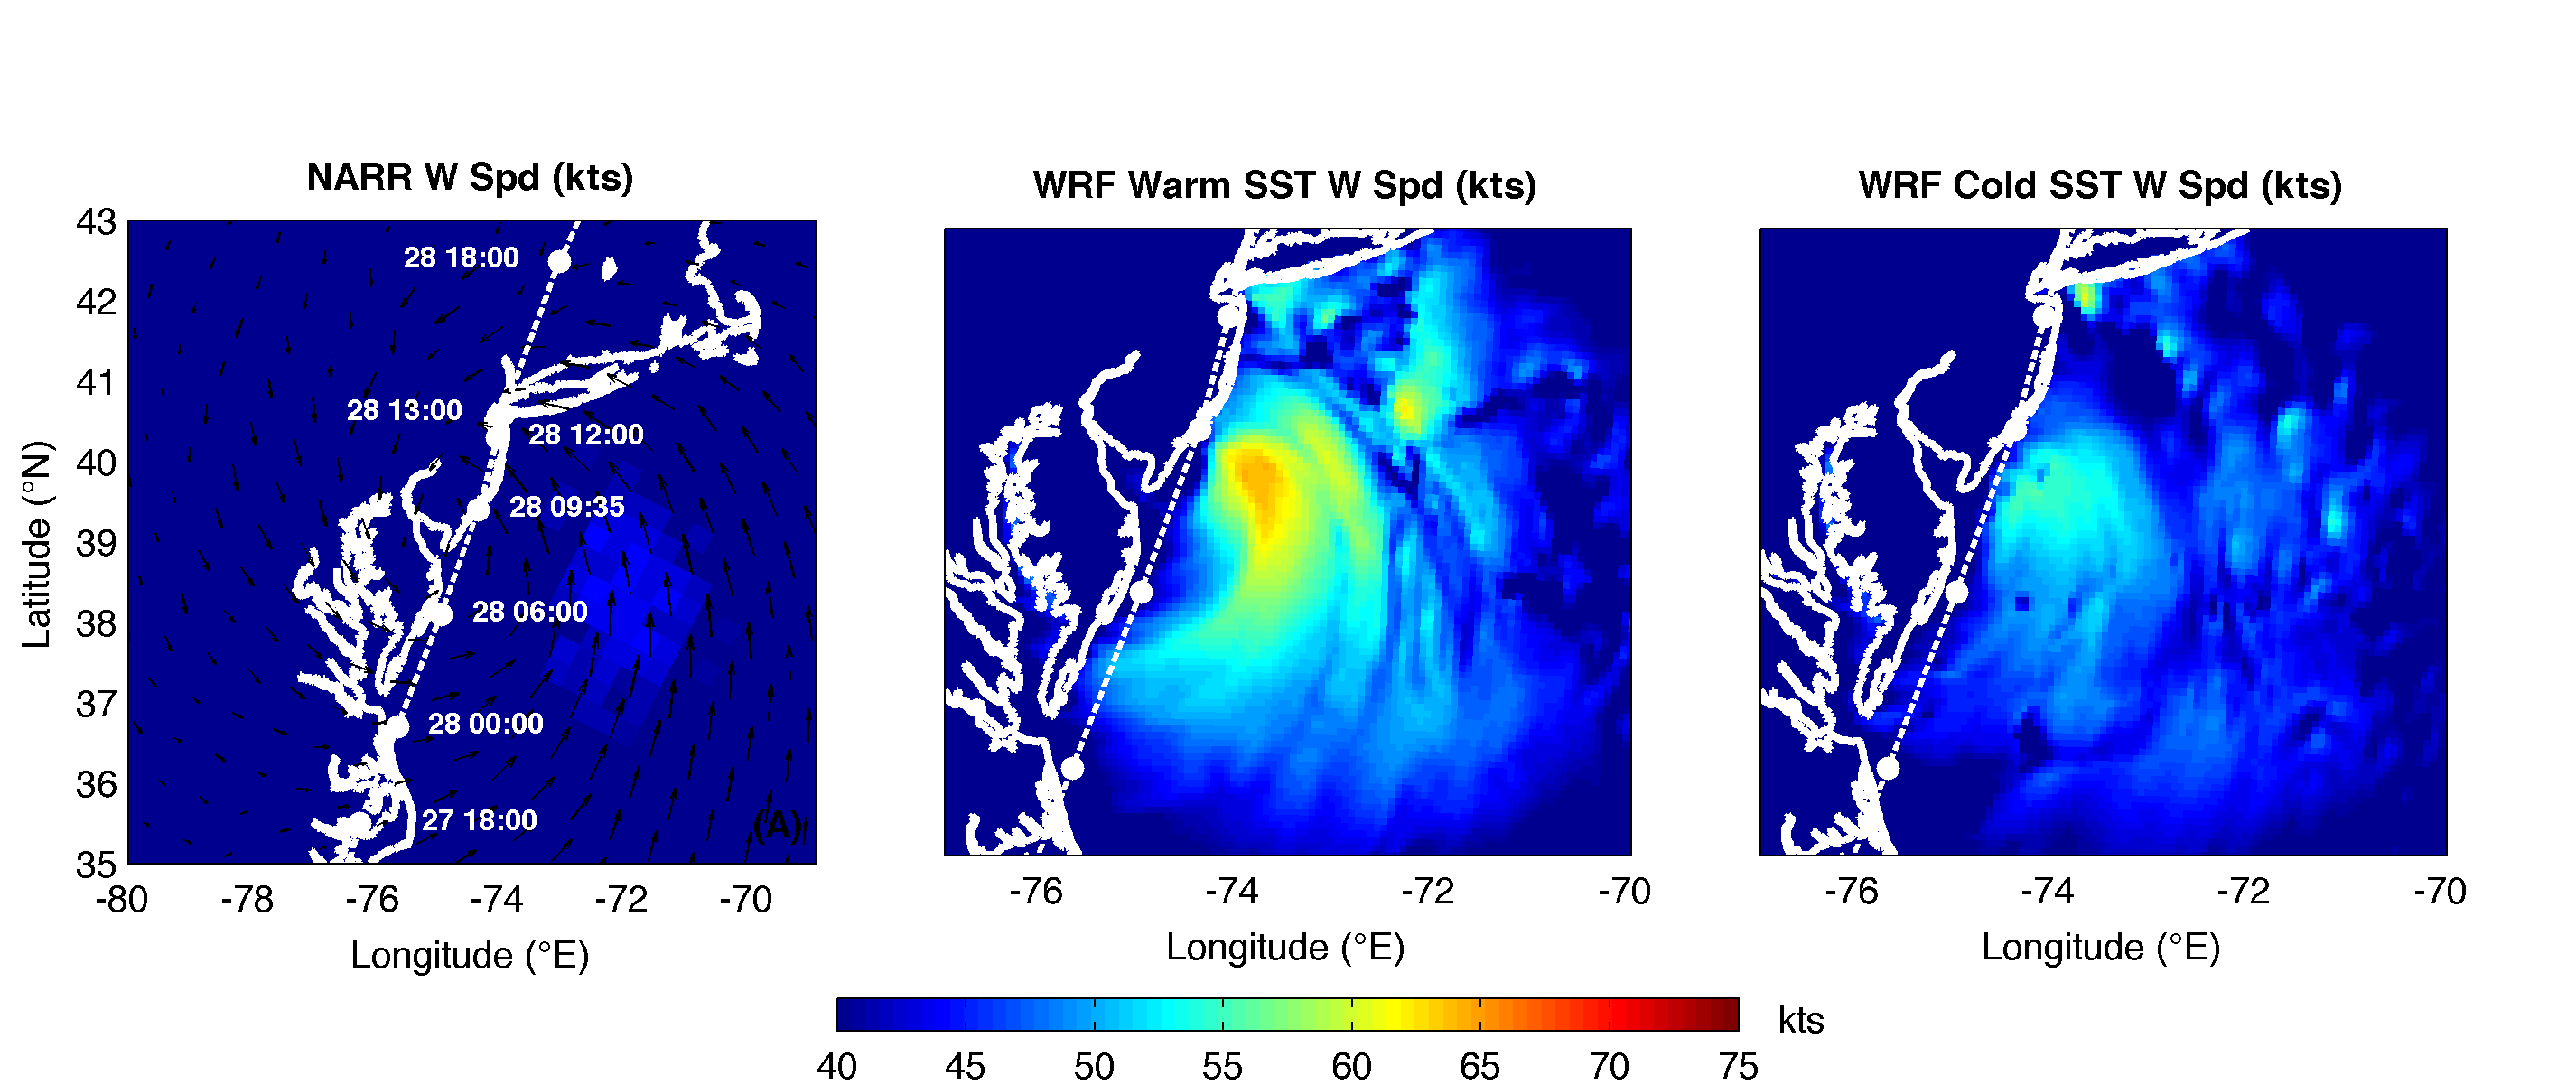 NARR W Spd (kts)
WRF Warm SST W Spd (kts)
WRF Cold SST W Spd (kts)
43
42
41
40
39
38
37
36
35
Latitude (°N)
28 18:00
28 13:00
28 12:00
28 09:35
28 06:00
28 00:00
27 18:00
(A)
-80 -78 -76 -74 -72 -70
-76 -74 -72 -70
-76 -74 -72 -70
Longitude (°E)
Longitude (°E)
Longitude (°E)
kts
40 45 50 55 60 65 70 75